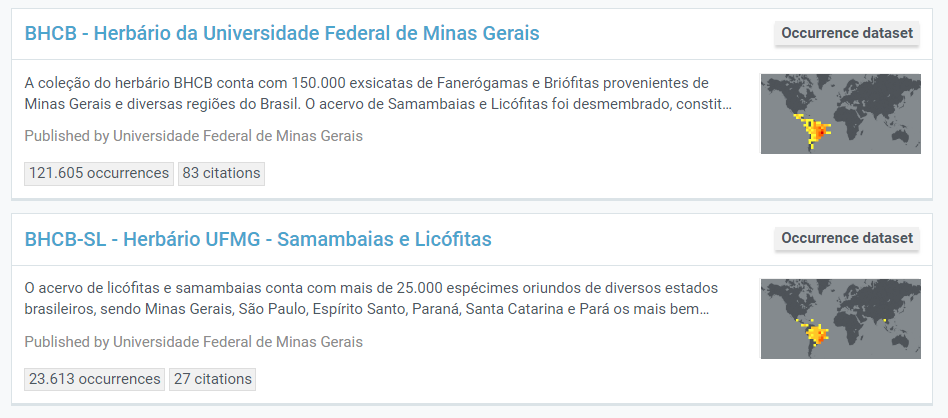 BHCB - Herbário da Universidade Federal de Minas Gerais
Occurrence dataset
A coleção do herbário BHCB conta com 150.000 exsicatas de Fanerógamas e Briófitas provenientes de
Minas Gerais e diversas regiões do Brasil. O acervo de Samambaias e Licófitas foi desmembrado, constit…
Published by Universidade Federal de Minas Gerais
121.605 occurrences 83 citations
BHCB-SL - Herbário UFMG - Samambaias e Licófitas
Occurrence dataset
O acervo de licófitas e samambaias conta com mais de 25.000 espécimes oriundos de diversos estados
brasileiros, sendo Minas Gerais, São Paulo, Espírito Santo, Paraná, Santa Catarina e Pará os mais bem…
Published by Universidade Federal de Minas Gerais
23.613 occurrences 27 citations